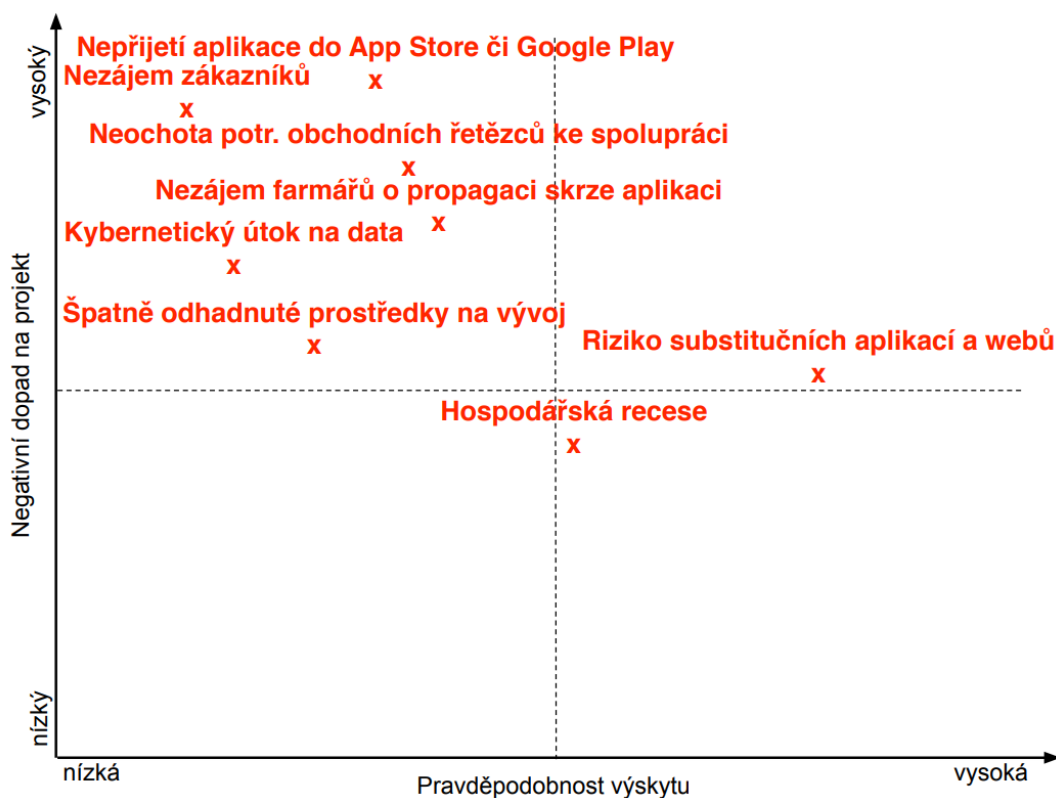 vysoký
Nepřijetí aplikace do App Store či Google Play
x
Nezájem zákazníků
x
Neochota potr. obchodních řetězců ke spolupráci
x
Nezájem farmářů o propagaci skrze aplikaci
x
Kybernetický útok na data
x
Negativní dopad na projekt
Špatně odhadnuté prostředky na vývoj
x
Riziko substitučních aplikací a webů
x
Hospodářská recese
x
nízký
nízká
Pravděpodobnost výskytu
vysoká